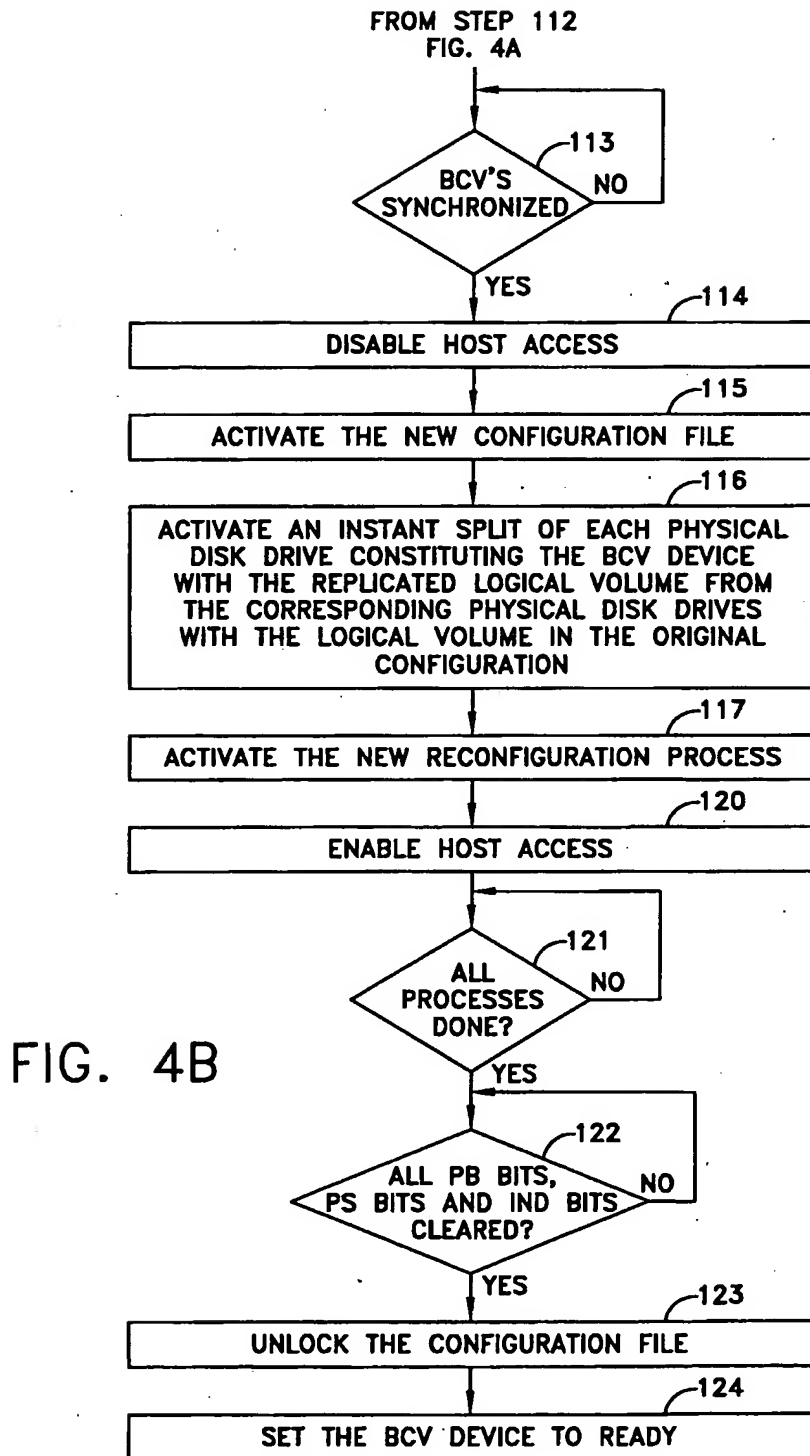 FROM STEP 112
FIG. 4A
113
BCV'S
SYNCHRONIZED
NO
YES
114
DISABLE HOST ACCESS
115
ACTIVATE THE NEW CONFIGURATION FILE
116
ACTIVATE AN INSTANT SPLIT OF EACH PHYSICAL
DISK DRIVE CONSTITUTING THE BCV DEVICE
WITH THE REPLICATED LOGICAL VOLUME FROM
THE CORRESPONDING PHYSICAL DISK DRIVES
WITH THE LOGICAL VOLUME IN THE ORIGINAL
CONFIGURATION
117
ACTIVATE THE NEW RECONFIGURATION PROCESS
120
ENABLE HOST ACCESS
121
ALL
PROCESSES
DONE?
NO
YES
FIG. 4B
122
ALL PB BITS,
PS BITS AND IND BITS
CLEARED?
NO
YES
123
UNLOCK THE CONFIGURATION FILE
124
SET THE BCV DEVICE TO READY